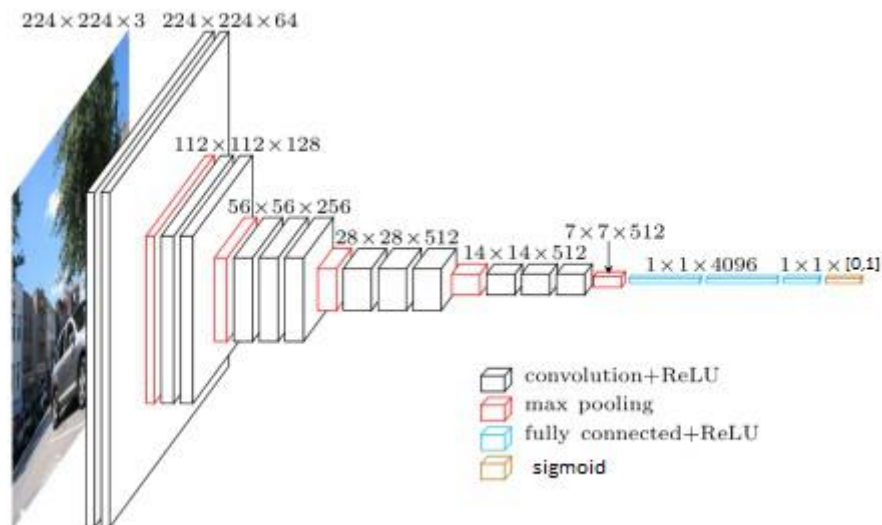 224 × 224 × 3
224 × 224 × 64
112 × 112 × 128
56 × 56 × 256
28 × 28 × 512
14 × 14 × 512
7 × 7 × 512
1 × 1 × 4096
1 × 1 × [0,1]
convolution+ReLU
max pooling
fully connected+ReLU
sigmoid